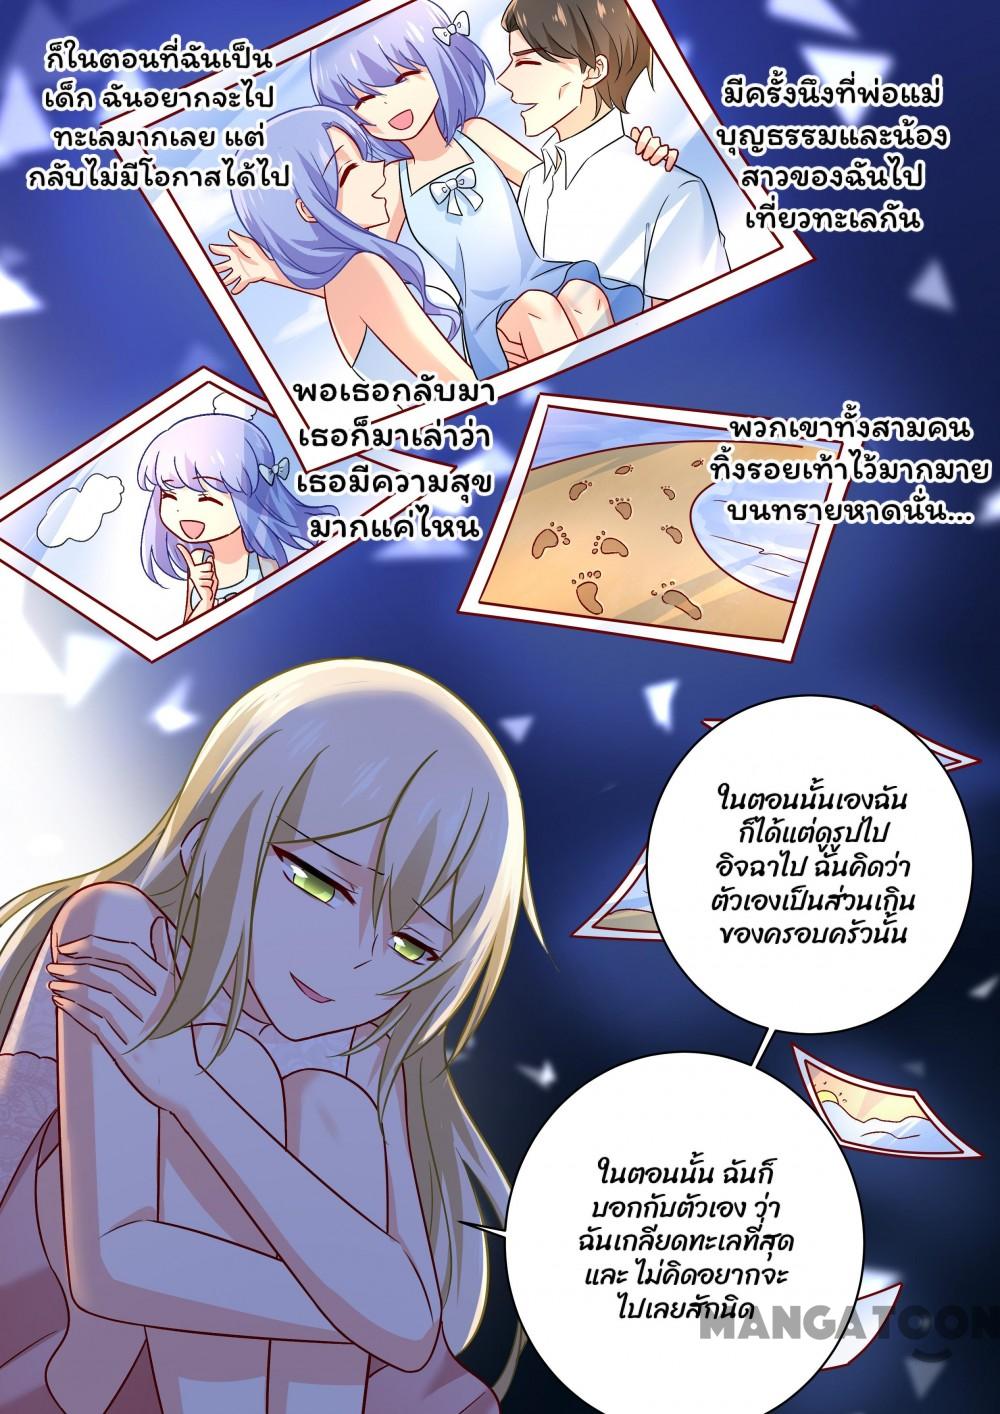 ก็ในตอนที่ฉันเป็น
เด็ก ฉันอยากจะไป
ทะเลมากเลย แต่
กลับไม่มีโอกาสได้ไป
มีครั้งนึงที่พ่อแม่
บุญธรรมและน้อง
สาวของฉันไป
เที่ยวทะเลกัน
พอเธอกลับมา
เธอก็มาเล่าว่า
เธอมีความสุข
มากแค่ไหน
พวกเขาทั้งสามคน
ทิ้งรอยเท้าไว้มากมาย
บนทรายหาดนั่น...
ในตอนนั้นเองฉัน
ก็ได้แต่ดูรูปไป
อิจฉาไป ฉันคิดว่า
ตัวเองเป็นส่วนเกิน
ของครอบครัวนั้น
ในตอนนั้น ฉันก็
บอกกับตัวเอง ว่า
ฉันเกลียดทะเลที่สุด
และ ไม่คิดอยากจะ
ไปเลยสักนิด
MANGATOON